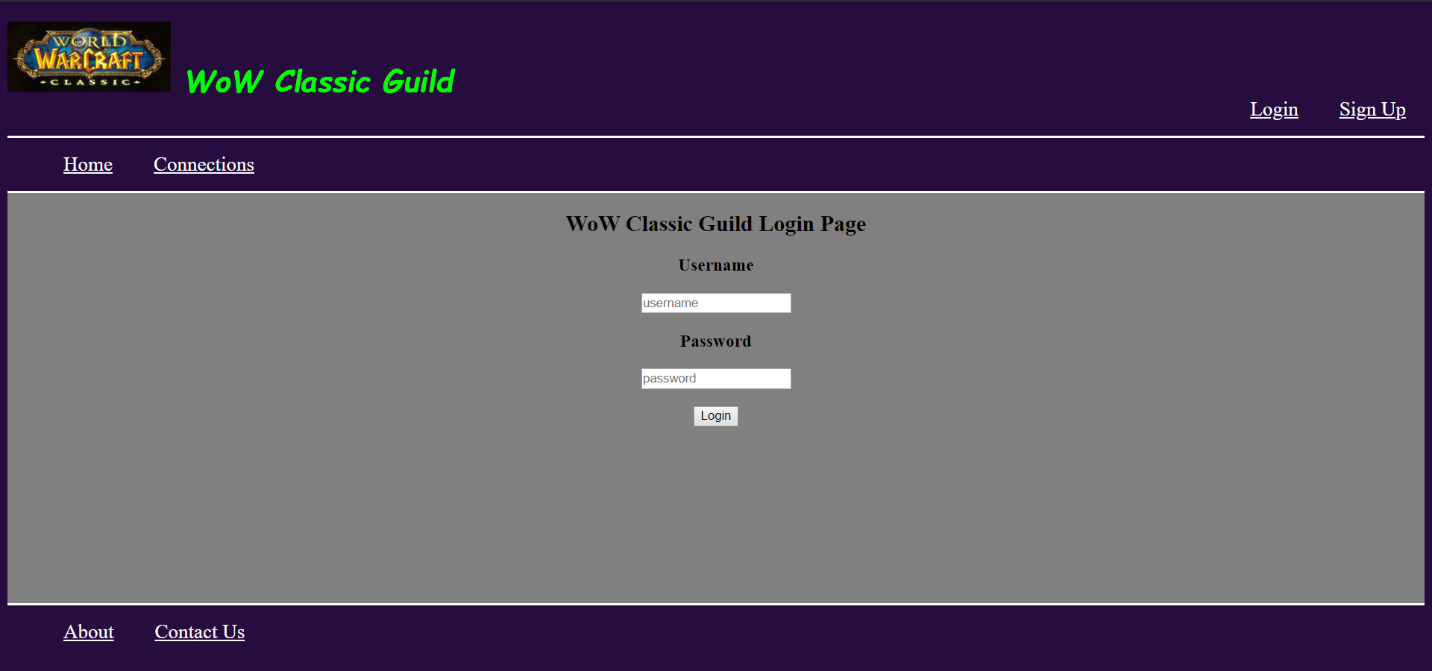 WORLD
WARCRAFT
CLASSIC
WoW Classic Guild
Login Sign Up
Home Connections
WoW Classic Guild Login Page
Username
username
Password
password
Login
About Contact Us